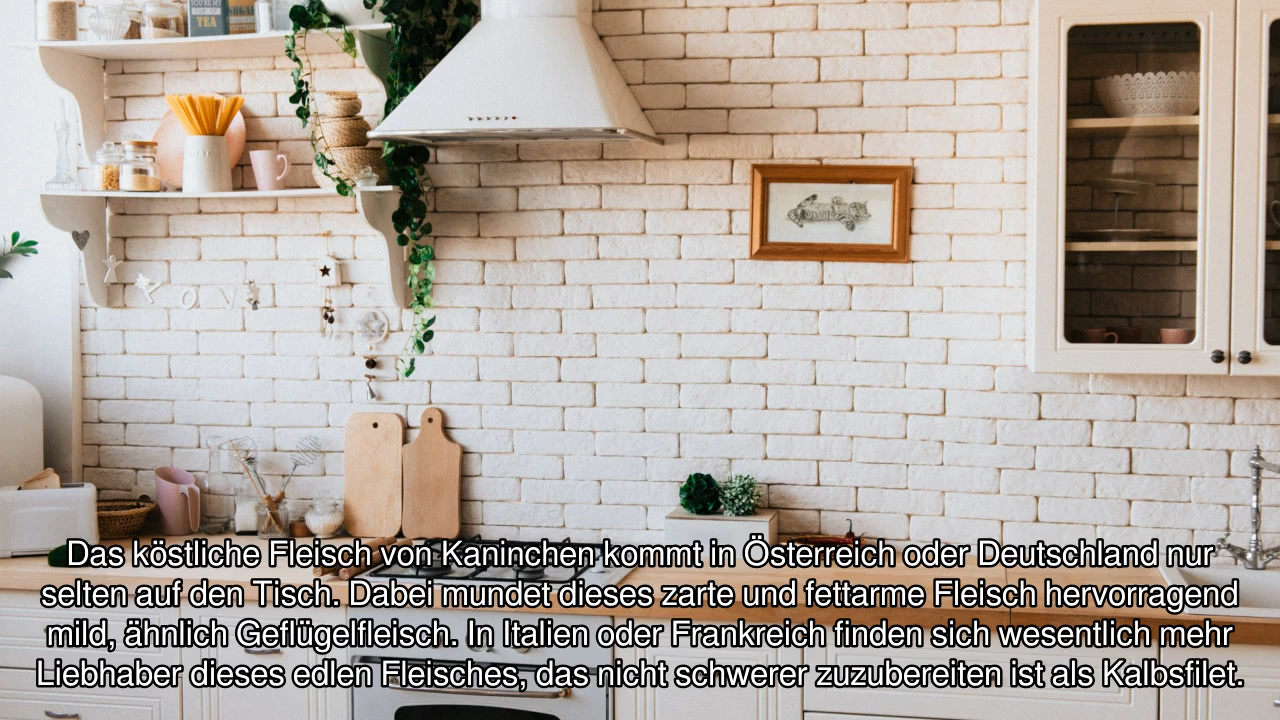 TEA
Das köstliche Fleisch von Kaninchen kommt in Österreich oder Deutschland nur
selten auf den Tisch. Dabei mundet dieses zarte und fettarme Fleisch hervorragend
mild, ähnlich Geflügelfleisch. In Italien oder Frankreich finden sich wesentlich mehr
Liebhaber dieses edlen Fleisches, das nicht schwerer zuzubereiten ist als Kalbsfilet.